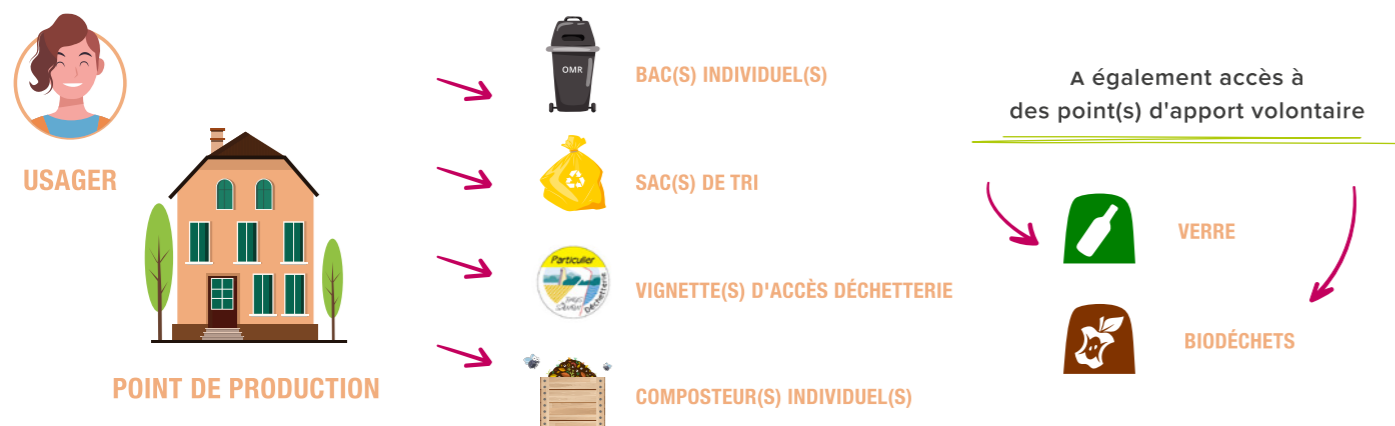 USAGER
POINT DE PRODUCTION
OMR
BAC(S) INDIVIDUEL(S)
SAC(S) DE TRI
Particulier
Déchetterie
VIGNETTE(S) D'ACCÈS DÉCHETTERIE
COMPOSTEUR(S) INDIVIDUEL(S)
A également accès à
des point(s) d'apport volontaire
VERRE
BIODÉCHETS